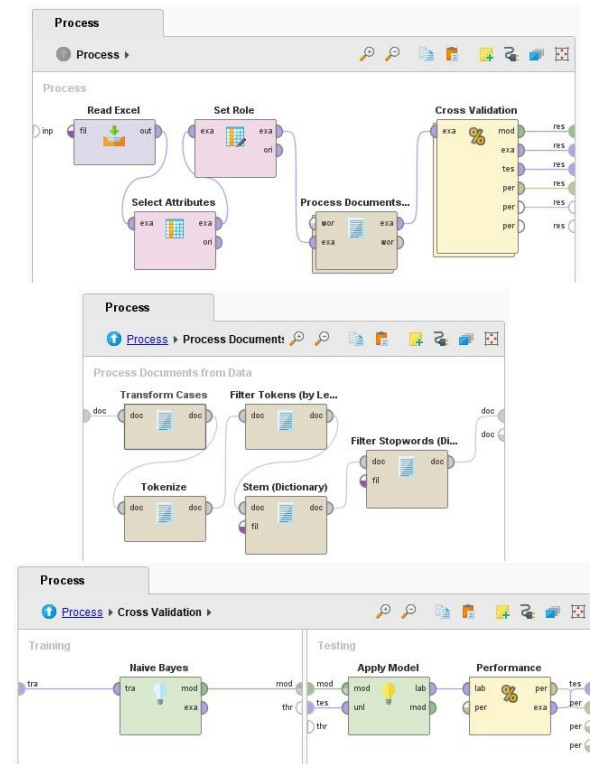 Process
Process
Process
Read Excel
Set Role
Cross Validation
inp
fil
out
exa
exa
ori
exa
mod
exa
tes
per
per
per
res
res
res
res
res
res
Select Attributes
exa
exa
ori
Process Documents...
wor
exa
exa
wor
Process
Process Process Documents
Process Documents from Data
Transform Cases
Filter Tokens (by Le...
doc
doc
doc
doc
doc
doc
doc
Filter Stopwords (Di...
doc
doc
fil
Tokenize
Stem (Dictionary)
doc
doc
doc
doc
fil
Process
Process Cross Validation
Training
Testing
Naive Bayes
Apply Model
Performance
tra
tra
mod
exa
mod
thr
mod
tes
thr
mod
unl
lab
mod
lab
per
per
exa
tes
per
per
per